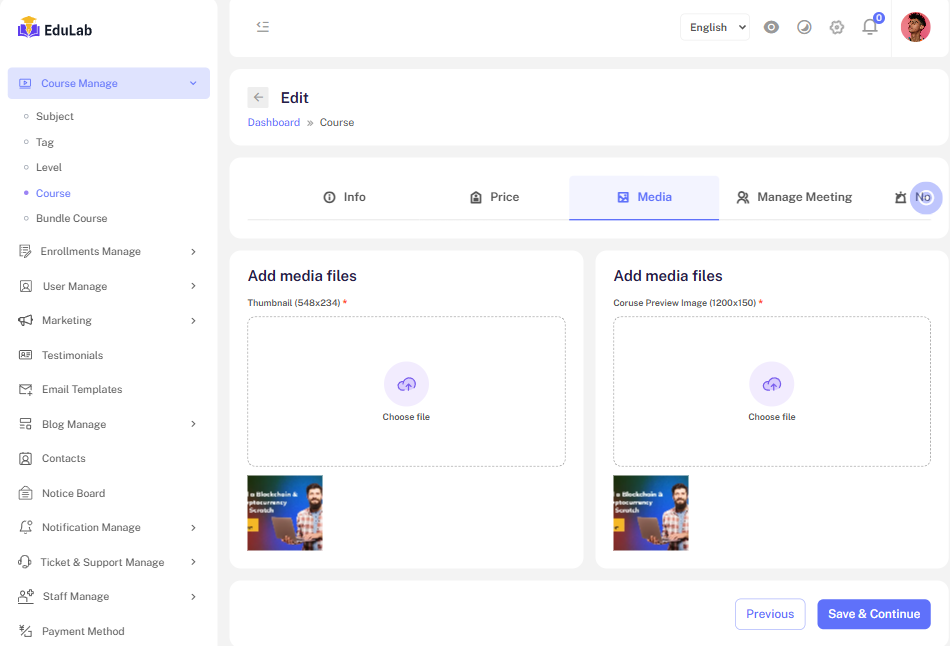 EduLab
English
0
Course Manage
Subject
Tag
Level
Course
Bundle Course
Enrollments Manage
User Manage
Marketing
Testimonials
Email Templates
Blog Manage
Contacts
Notice Board
Notification Manage
Ticket & Support Manage
Staff Manage
Payment Method
Edit
Dashboard » Course
Info
Price
Media
Manage Meeting
No
Add media files
Thumbnail (548x234) *
Choose file
a Blockchain &
ptocurrency
Scratch
Add media files
Coruse Preview Image (1200x150) *
Choose file
a Blockchain &
ptocurrency
Scratch
Previous
Save & Continue